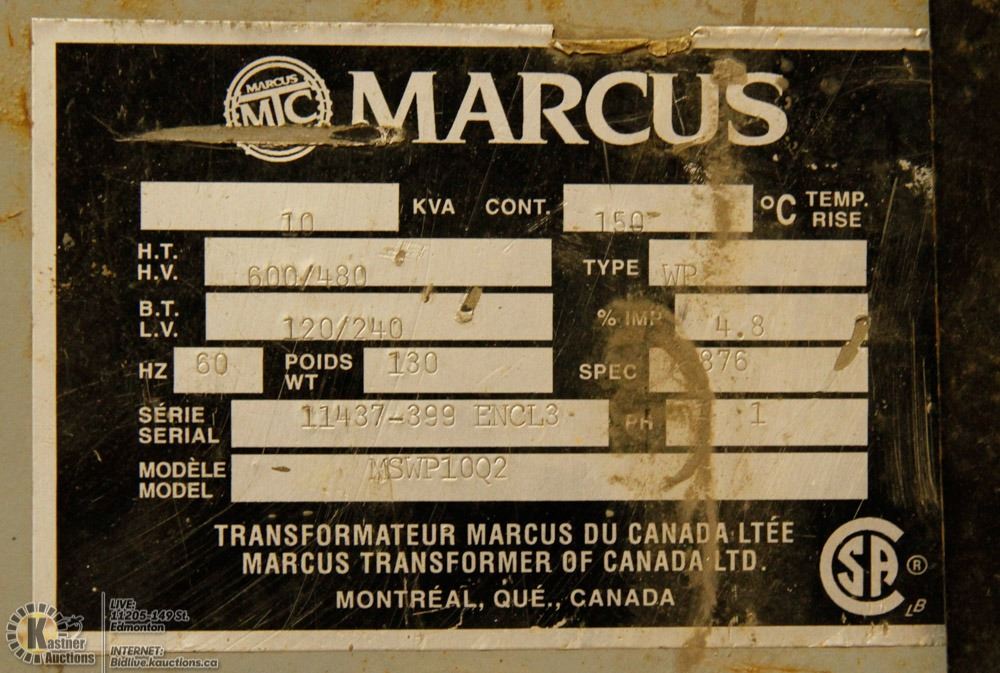 MARCUS
MTC
MARCUS
10 KVA CONT. 150 °C TEMP. RISE
H.T. H.V. 600/480 TYPE WP
B.T. L.V. 120/240 % IMP 4.8
HZ 60 POIDS WT 130 SPEC 876
SÉRIE SERIAL 11437-399 ENCL3 PH 1
MODÈLE MODEL MSWP10Q2
TRANSFORMATEUR MARCUS DU CANADA LTÉE
MARCUS TRANSFORMER OF CANADA LTD.
MONTRÉAL, QUÉ., CANADA
CSA ® LB
Kastner Auctions
LIVE:
11205-149 St.
Edmonton
INTERNET:
Bidlive.kauctions.ca